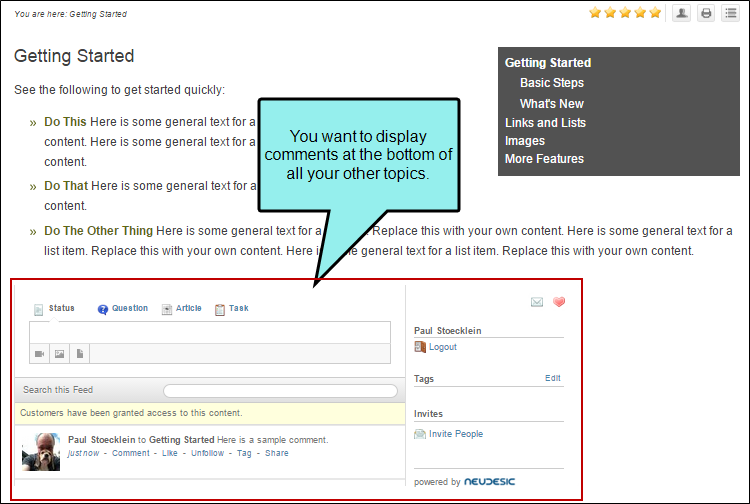 You are here: Getting Started
Getting Started
See the following to get started quickly:
» Do This Here is some general text for a
content. Here is some general text for a
content.
» Do That Here is some general text for a
content.
» Do The Other Thing Here is some general text for a Replace this with your own content. Here is some general text for a
list item. Replace this with your own content. Here general text for a list item. Replace this with your own content.
You want to display
comments at the bottom of
all your other topics.
Getting Started
Basic Steps
What's New
Links and Lists
Images
More Features
Status Question Article Task
Search this Feed
Customers have been granted access to this content.
Paul Stoecklein to Getting Started Here is a sample comment.
just now - Comment - Like - Unfollow - Tag - Share
Paul Stoecklein
Logout
Tags Edit
Invites
Invite People
powered by NEUDESIC